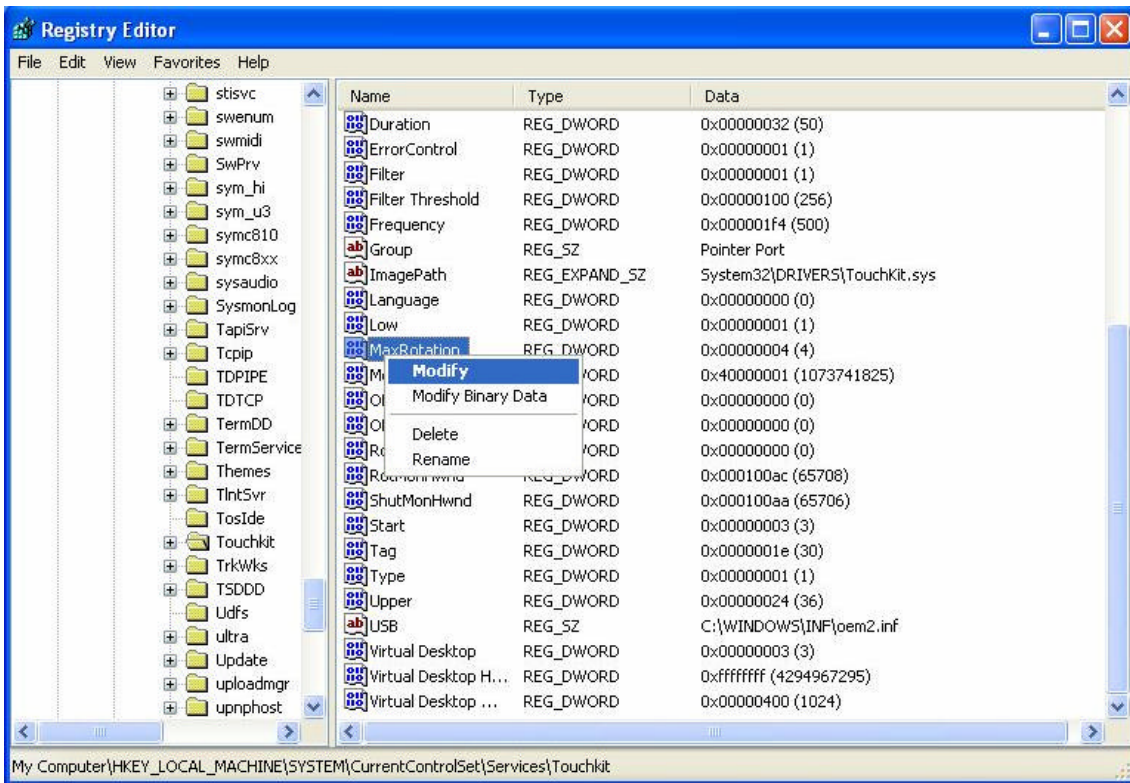 Registry Editor
File Edit View Favorites Help
stisvc
swenum
swmidi
SwPrv
sym_hi
sym_u3
symc810
symc8xx
sysaudio
SysmonLog
TapiSrv
Tcpip
TDPIPE
TDTCP
TermDD
TermService
Themes
TlntSvr
TosIde
Touchkit
TrkWks
TSDDD
Udfs
ultra
Update
uploadmgr
upnphost
Name Type Data
Duration REG_DWORD 0x00000032 (50)
ErrorControl REG_DWORD 0x00000001 (1)
Filter REG_DWORD 0x00000001 (1)
Filter Threshold REG_DWORD 0x00000100 (256)
Frequency REG_DWORD 0x000001f4 (500)
Group REG_SZ Pointer Port
ImagePath REG_EXPAND_SZ System32\DRIVERS\TouchKit.sys
Language REG_DWORD 0x00000000 (0)
Low REG_DWORD 0x00000001 (1)
MaxRotation REG_DWORD 0x00000004 (4)
0x40000001 (1073741825)
0x00000000 (0)
0x00000000 (0)
0x00000000 (0)
Modify
Modify Binary Data
Delete
Rename
RotMonHwnd REG_DWORD 0x000100ac (65708)
ShutMonHwnd REG_DWORD 0x000100aa (65706)
Start REG_DWORD 0x00000003 (3)
Tag REG_DWORD 0x0000001e (30)
Type REG_DWORD 0x00000001 (1)
Upper REG_DWORD 0x00000024 (36)
USB REG_SZ C:\WINDOWS\INF\oem2.inf
Virtual Desktop REG_DWORD 0x00000003 (3)
Virtual Desktop H... REG_DWORD 0xffffffff (4294967295)
Virtual Desktop ... REG_DWORD 0x00000400 (1024)
My Computer\HKEY_LOCAL_MACHINE\SYSTEM\CurrentControlSet\Services\Touchkit